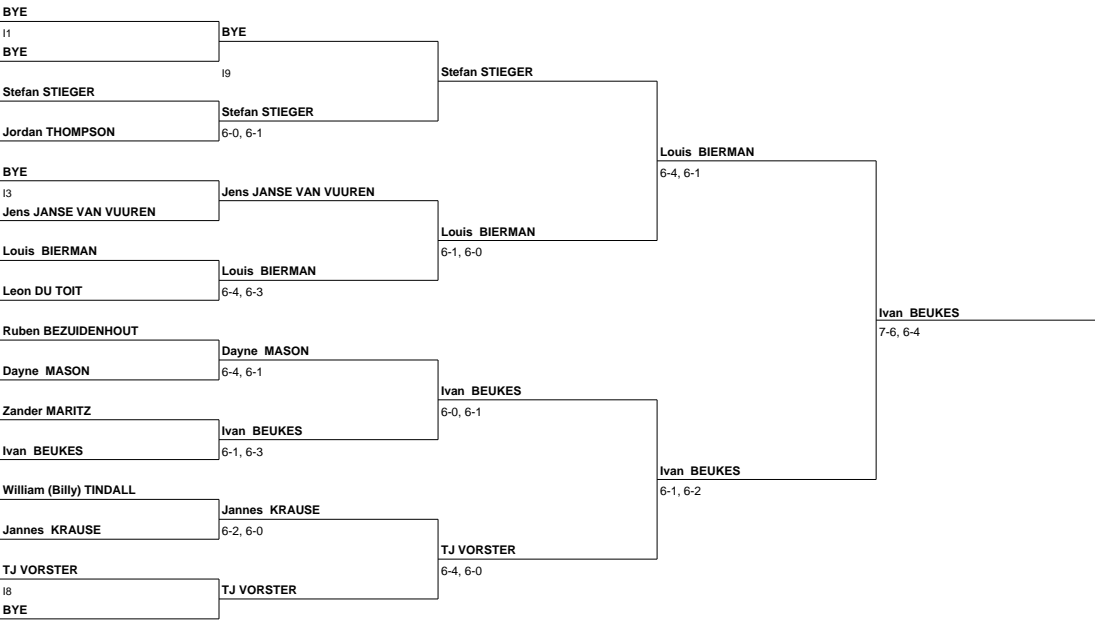 BYE
I1
BYE
BYE
I9
Stefan STIEGER
Stefan STIEGER
Stefan STIEGER
Jordan THOMPSON
6-0, 6-1
Louis BIERMAN
6-4, 6-1
BYE
I3
Jens JANSE VAN VUUREN
Jens JANSE VAN VUUREN
Louis BIERMAN
6-1, 6-0
Louis BIERMAN
Louis BIERMAN
Leon DU TOIT
6-4, 6-3
Ivan BEUKES
7-6, 6-4
Ruben BEZUIDENHOUT
Dayne MASON
Dayne MASON
6-4, 6-1
Ivan BEUKES
6-0, 6-1
Zander MARITZ
Ivan BEUKES
Ivan BEUKES
6-1, 6-3
Ivan BEUKES
6-1, 6-2
William (Billy) TINDALL
Jannes KRAUSE
Jannes KRAUSE
6-2, 6-0
TJ VORSTER
6-4, 6-0
TJ VORSTER
I8
TJ VORSTER
BYE